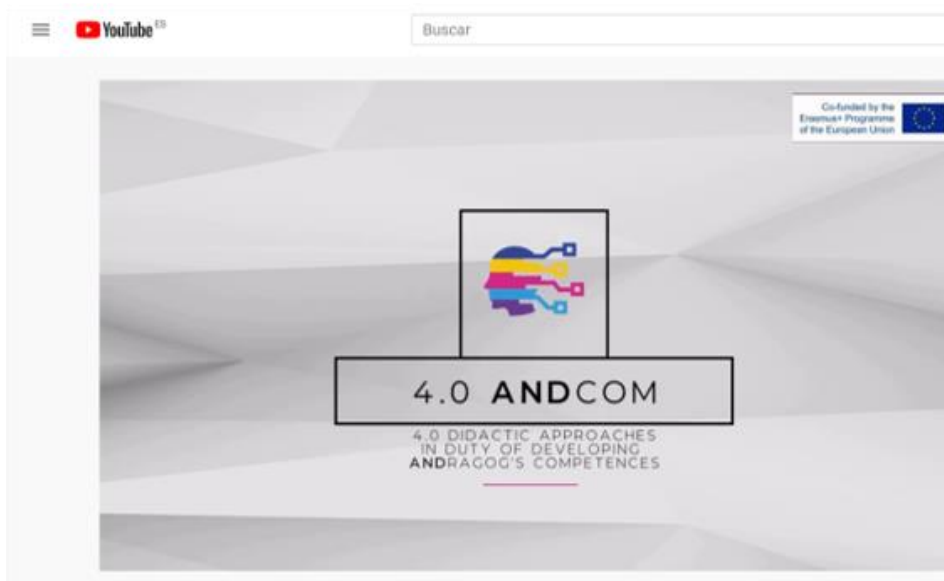 YouTube ES
Buscar
Co-funded by the
Erasmus+ Programme
of the European Union
4.0 ANDCOM
4.0 DIDACTIC APPROACHES
IN DUTY OF DEVELOPING
ANDRAGOG'S COMPETENCES